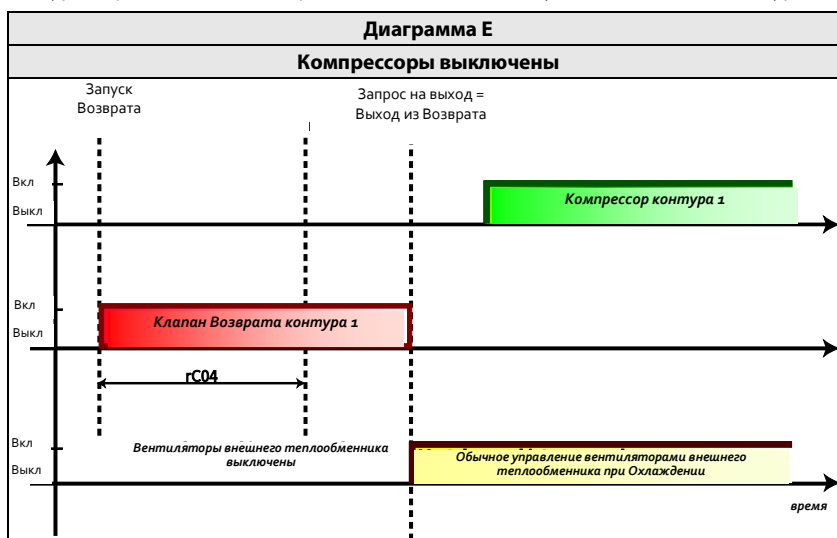 Диаграмма E
Компрессоры выключены
Запуск
Возврата
Запрос на выход =
Выход из Возврата
Вкл
Выкл
Компрессор контура 1
Вкл
Выкл
Клапан Возврата контура 1
rC04
Вкл
Выкл
Вентиляторы внешнего теплообменника
выключены
Обычное управление вентиляторами внешнего
теплообменника при Охлаждении
время